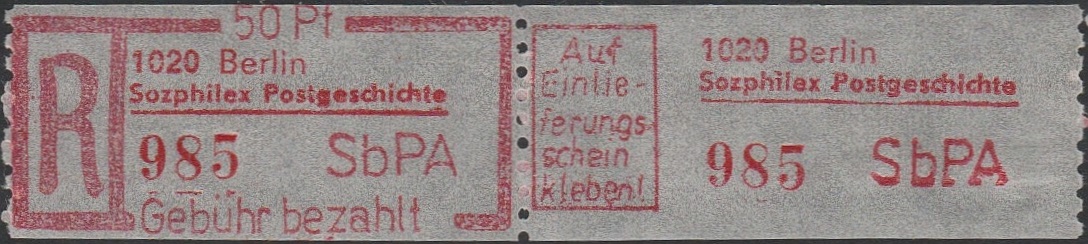 50 Pf
R
1020 Berlin
Sozphilex Postgeschichte
985 SbPA
Gebühr bezahlt
Auf
Einlie-
ferungs-
schein
kleben!
1020 Berlin
Sozphilex Postgeschichte
985 SbPA